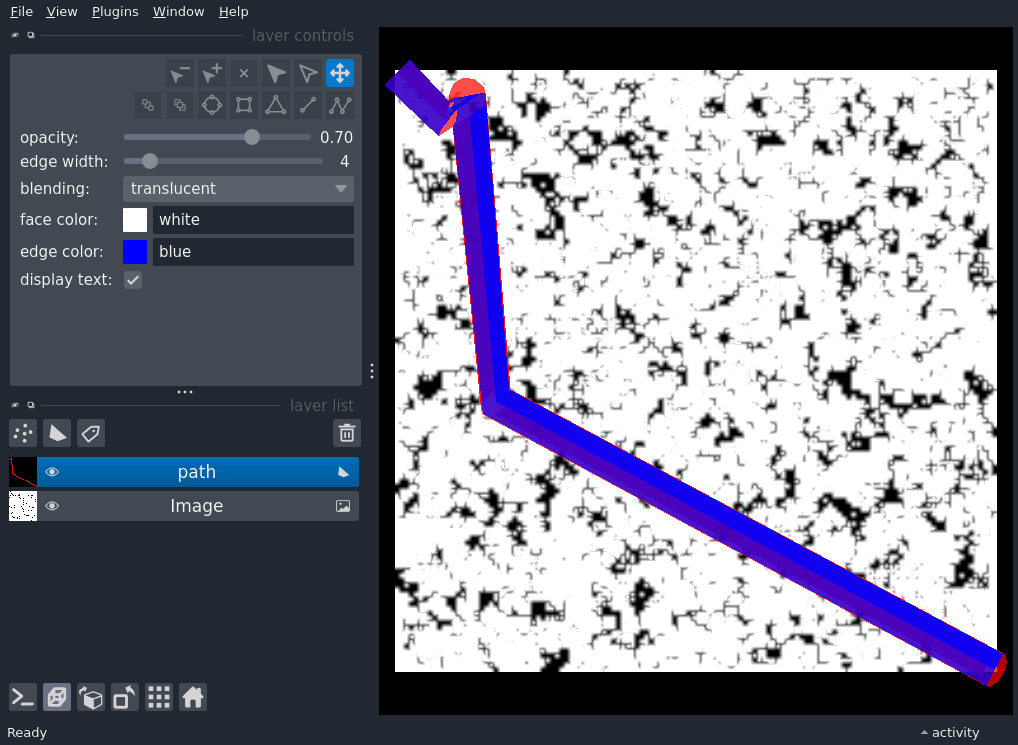 File View Plugins Window Help
layer controls
opacity: 0.70
edge width: 4
blending: translucent
face color: white
edge color: blue
display text:
layer list
path
Image
Ready
activity